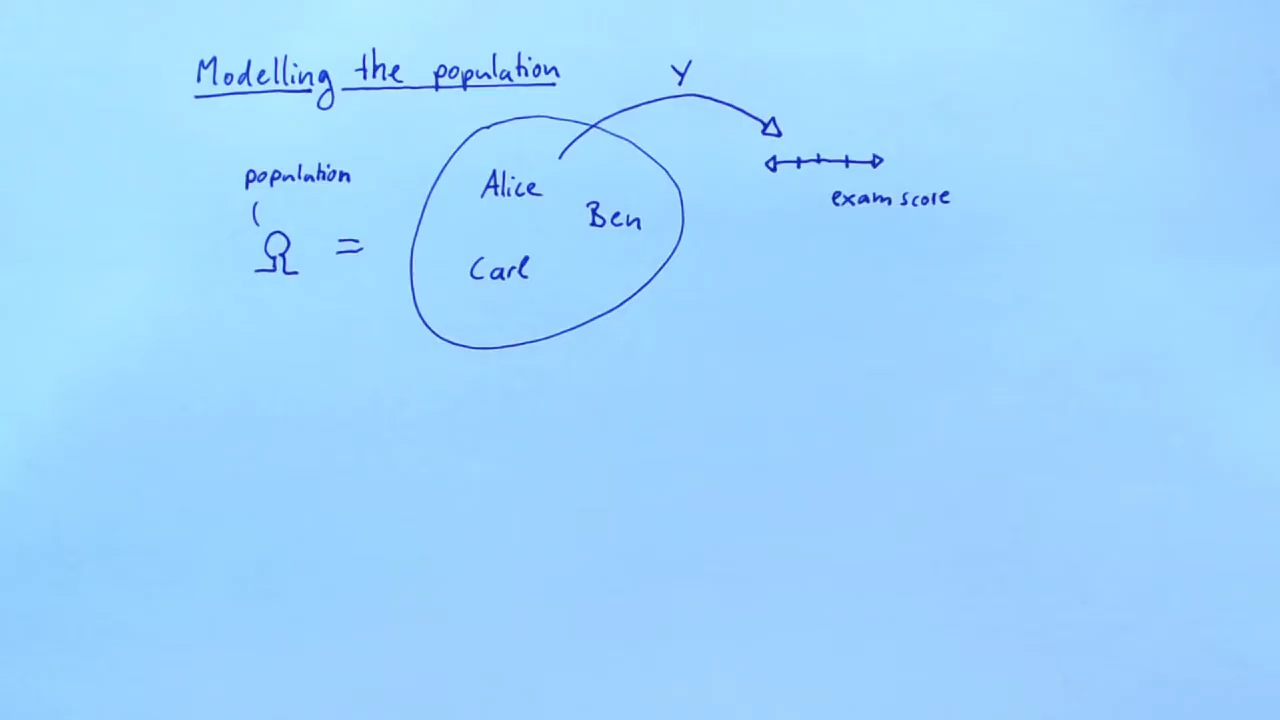 Modelling the population
Y
population
Alice
Ben
exam score
Ω =
Carl